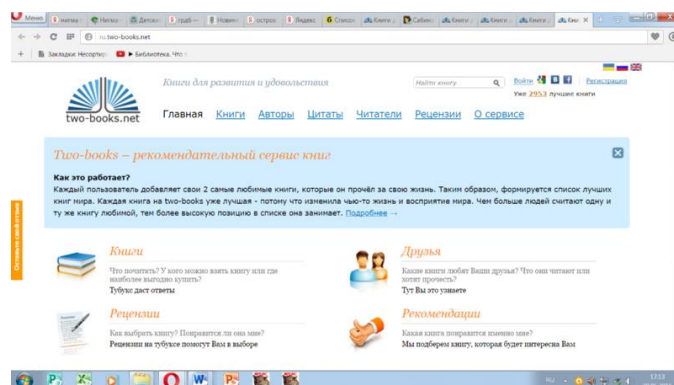 Меню
ru.two-books.net
Закладки
Библиотека. Что
Книги для развития и удовольствия
Найти книгу
Войти
Регистрация
Уже 2953 лучшие книги
two-books.net
Главная Книги Авторы Цитаты Читатели Рецензии О сервисе
Two-books – рекомендательный сервис книг
Как это работает?
Каждый пользователь добавляет свои 2 самые любимые книги, которые он прочёл за свою жизнь. Таким образом, формируется список лучших
книг мира. Каждая книга на two-books уже лучшая - потому что изменила чью-то жизнь и восприятие мира. Чем больше людей считают одну и
ту же книгу любимой, тем более высокую позицию в списке она занимает. Подробнее →
Оставьте свой отзыв
Книги
Что почитать? У кого можно взять книгу или где
наиболее выгодно купить?
Тубукс даст ответы
Друзья
Какие книги любят Ваши друзья? Что они читают или
хотят прочесть?
Тут Вы это узнаете
Рецензии
Как выбрать книгу? Понравится ли она мне?
Рецензии на тубуксе помогут Вам в выборе
Рекомендации
Какая книга понравится именно мне?
Мы подберем книгу, которая будет интересна Вам
17:13